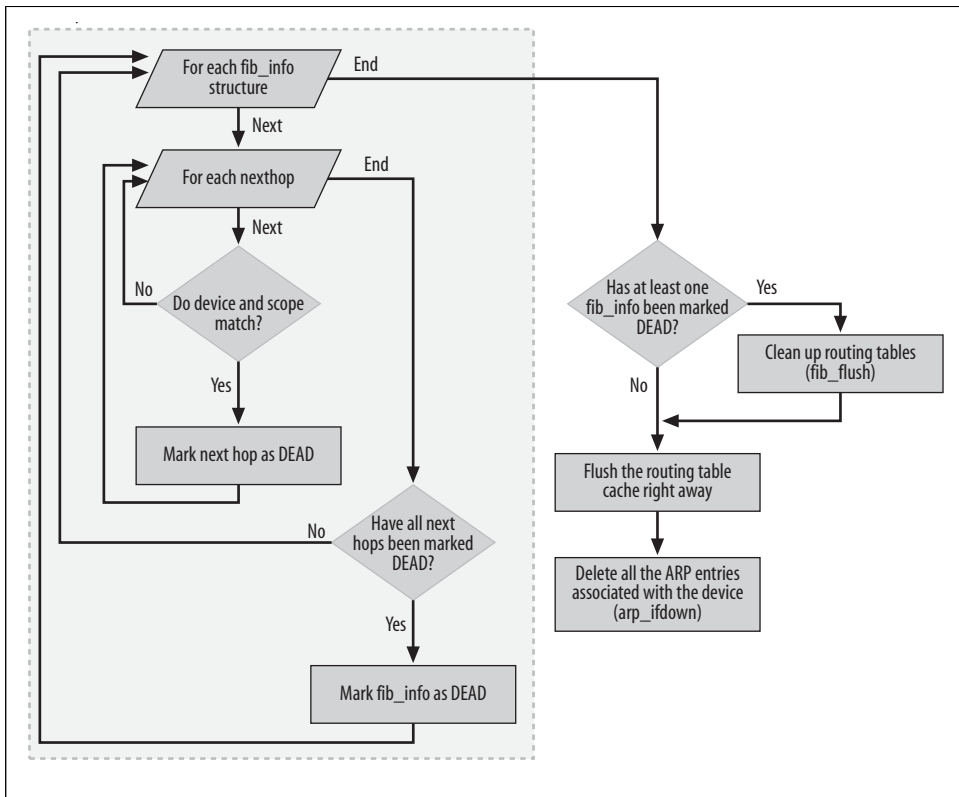 For each fib_info
structure
End
Next
For each nexthop
End
Next
No
Do device and scope
match?
Yes
Mark next hop as DEAD
No
Have all next
hops been marked
DEAD?
Yes
Mark fib_info as DEAD
Has at least one
fib_info been marked
DEAD?
Yes
Clean up routing tables
(fib_flush)
No
Flush the routing table
cache right away
Delete all the ARP entries
associated with the device
(arp_ifdown)